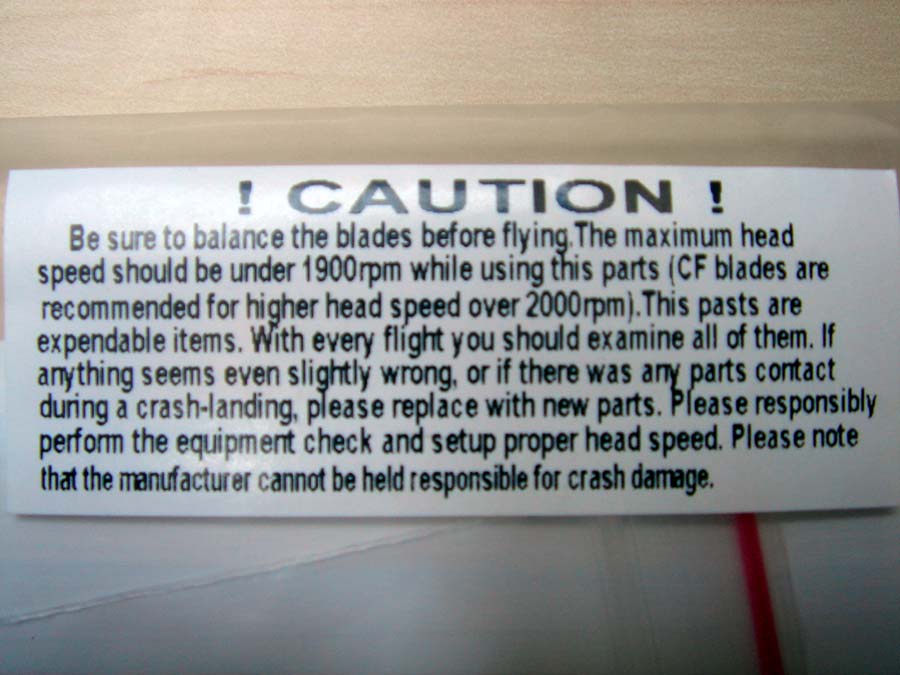 ! CAUTION !
Be sure to balance the blades before flying.The maximum head
speed should be under 1900rpm while using this parts (CF blades are
recommended for higher head speed over 2000rpm).This pasts are
expendable items. With every flight you should examine all of them. If
anything seems even slightly wrong, or if there was any parts contact
during a crash-landing, please replace with new parts. Please responsibly
perform the equipment check and setup proper head speed. Please note
that the manufacturer cannot be held responsible for crash damage.